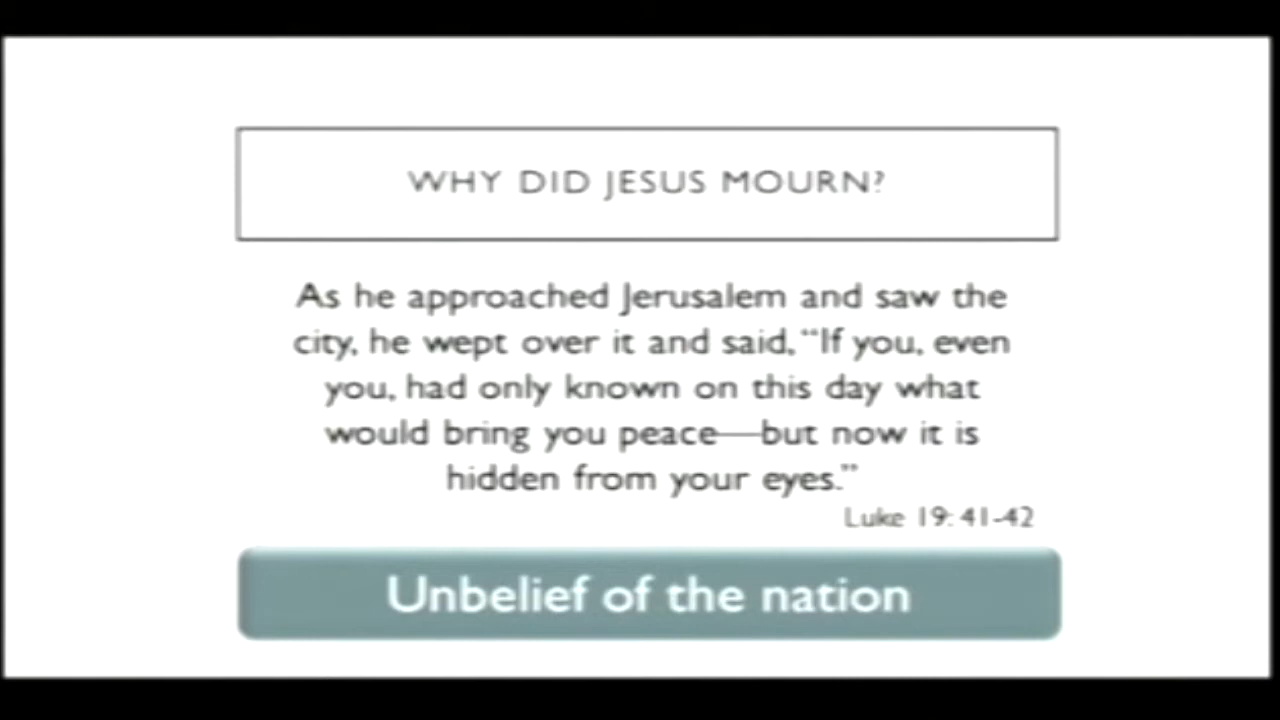 WHY DID JESUS MOURN?
As he approached Jerusalem and saw the
city, he wept over it and said, “If you, even
you, had only known on this day what
would bring you peace—but now it is
hidden from your eyes.”
Luke 19: 41-42
Unbelief of the nation